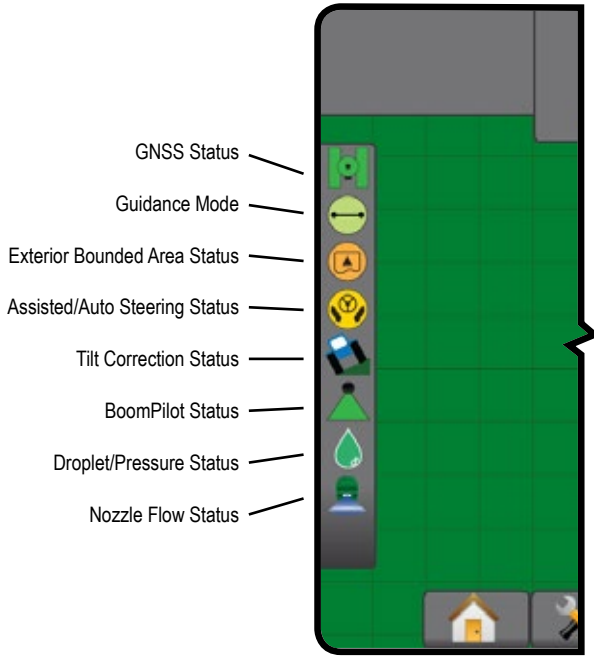 GNSS Status
Guidance Mode
Exterior Bounded Area Status
Assisted/Auto Steering Status
Tilt Correction Status
BoomPilot Status
Droplet/Pressure Status
Nozzle Flow Status